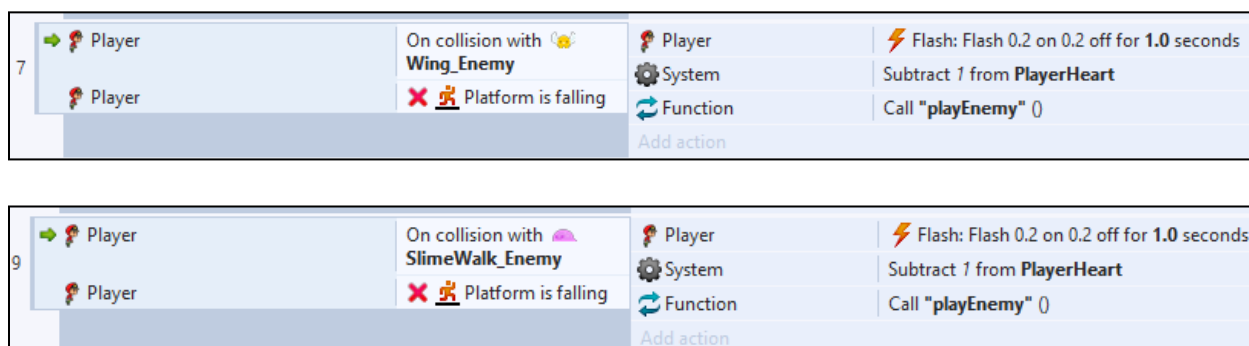 7
Player
On collision with
Wing_Enemy
Player
Platform is falling
Player
Flash: Flash 0.2 on 0.2 off for 1.0 seconds
System
Subtract 1 from PlayerHeart
Function
Call "playEnemy" ()
Add action
9
Player
On collision with
SlimeWalk_Enemy
Player
Platform is falling
Player
Flash: Flash 0.2 on 0.2 off for 1.0 seconds
System
Subtract 1 from PlayerHeart
Function
Call "playEnemy" ()
Add action